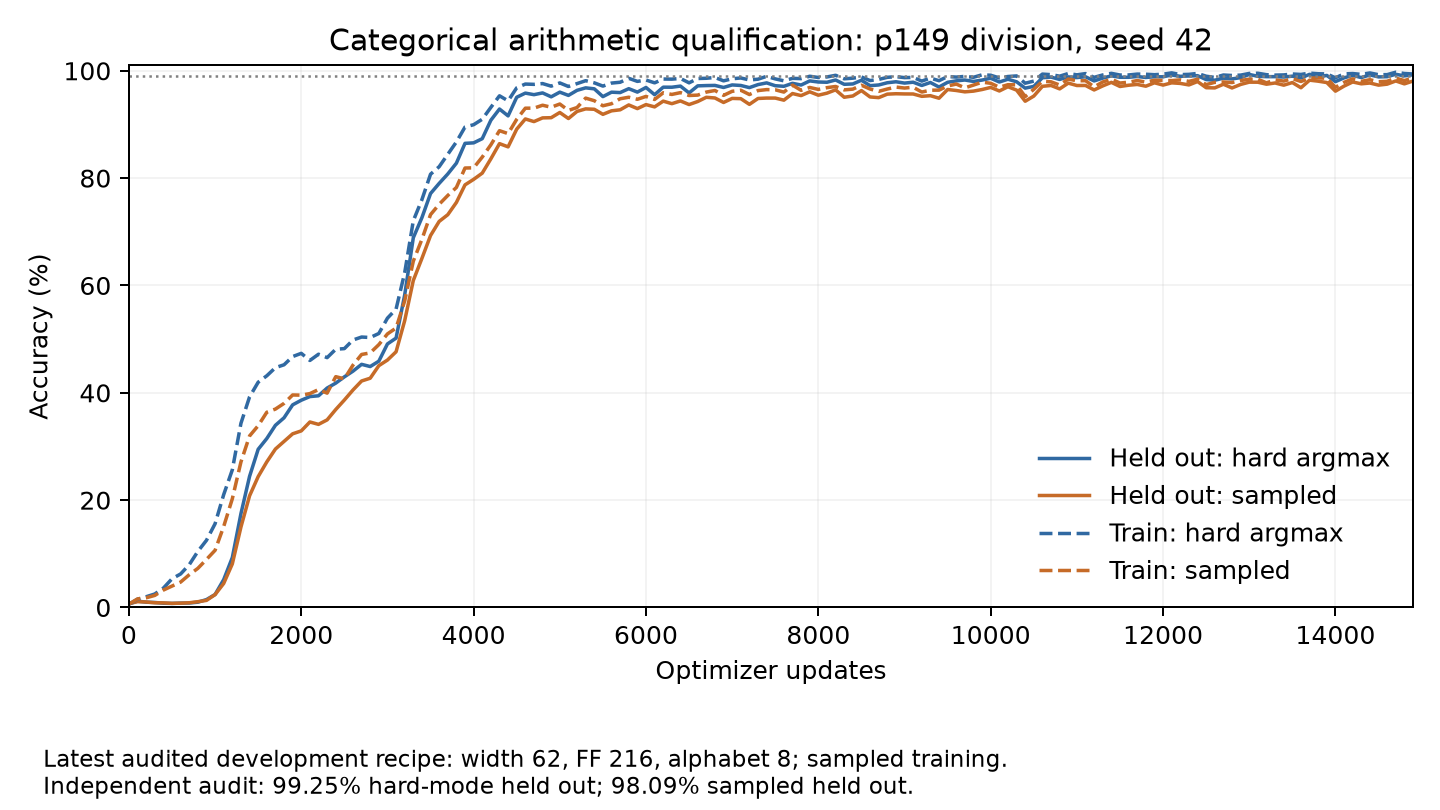 Categorical arithmetic qualification: p149 division, seed 42
100
80
60
40
20
0
Accuracy (%)
Held out: hard argmax
Held out: sampled
Train: hard argmax
Train: sampled
0 2000 4000 6000 8000 10000 12000 14000
Optimizer updates
Latest audited development recipe: width 62, FF 216, alphabet 8; sampled training.
Independent audit: 99.25% hard-mode held out; 98.09% sampled held out.